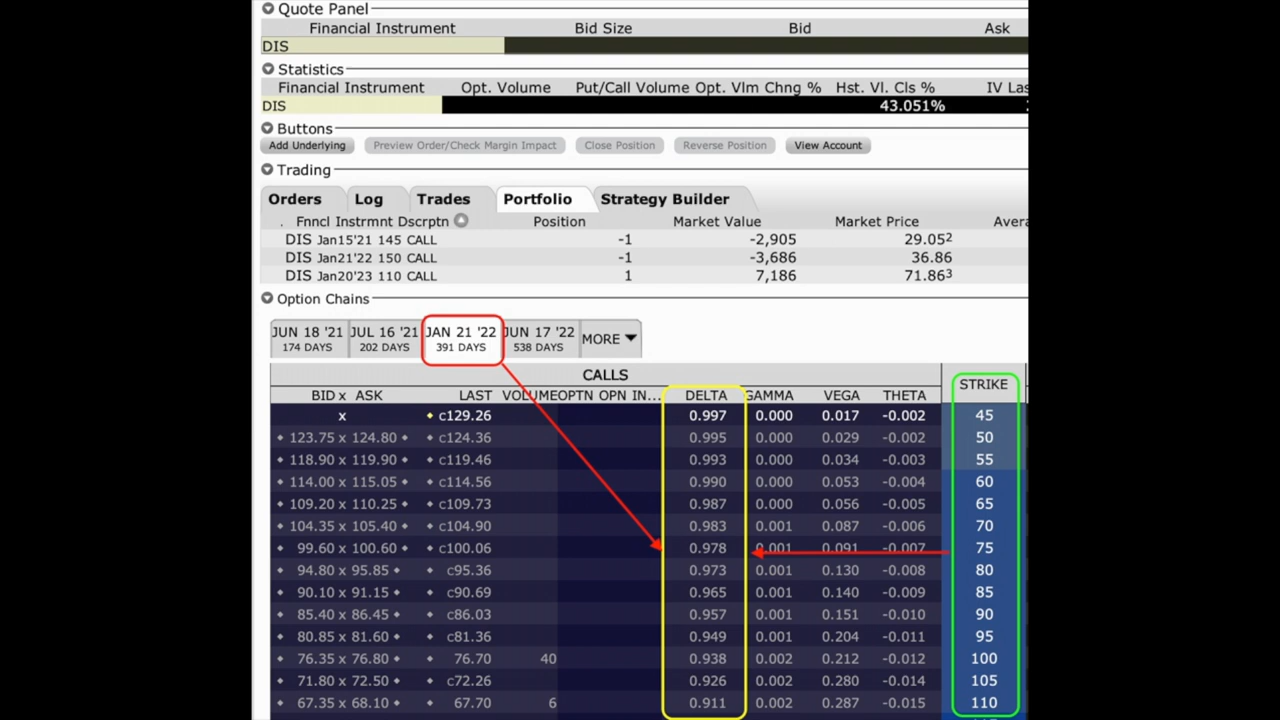 Quote Panel
Financial Instrument Bid Size Bid Ask
DIS
Statistics
Financial Instrument Opt. Volume Put/Call Volume Opt. Vlm Chng % Hst. Vl. Cls % IV Las
DIS 43.051%
Buttons
Add Underlying Preview Order/Check Margin Impact Close Position Reverse Position View Account
Trading
Orders Log Trades Portfolio Strategy Builder
. Fnncl Instrmnt Dscrptn Position Market Value Market Price Avera
DIS Jan15'21 145 CALL -1 -2,905 29.05²
DIS Jan21'22 150 CALL -1 -3,686 36.86
DIS Jan20'23 110 CALL 1 7,186 71.86³
Option Chains
JUN 18 '21 JUL 16 '21 JAN 21 '22 JUN 17 '22 MORE
174 DAYS 202 DAYS 391 DAYS 538 DAYS
CALLS STRIKE
BID x ASK LAST VOLUME OPTN OPN IN... DELTA GAMMA VEGA THETA
x c129.26 0.997 0.000 0.017 -0.002 45
123.75 x 124.80 c124.36 0.995 0.000 0.029 -0.002 50
118.90 x 119.90 c119.46 0.993 0.000 0.034 -0.003 55
114.00 x 115.05 c114.56 0.990 0.000 0.053 -0.004 60
109.20 x 110.25 c109.73 0.987 0.000 0.056 -0.005 65
104.35 x 105.40 c104.90 0.983 0.001 0.087 -0.006 70
99.60 x 100.60 c100.06 0.978 0.001 0.091 -0.007 75
94.80 x 95.85 c95.36 0.973 0.001 0.130 -0.008 80
90.10 x 91.15 c90.69 0.965 0.001 0.140 -0.009 85
85.40 x 86.45 c86.03 0.957 0.001 0.151 -0.010 90
80.85 x 81.60 c81.36 0.949 0.001 0.204 -0.011 95
76.35 x 76.80 76.70 40 0.938 0.002 0.212 -0.012 100
71.80 x 72.50 c72.26 0.926 0.002 0.280 -0.014 105
67.35 x 68.10 67.70 6 0.911 0.002 0.287 -0.015 110